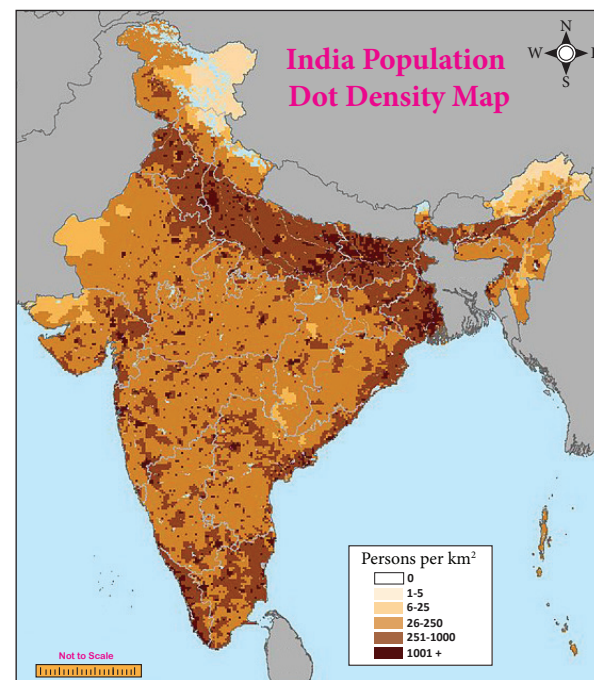 India Population
Dot Density Map
N
W
E
S
Persons per km²
0
1-5
6-25
26-250
251-1000
1001 +
Not to Scale